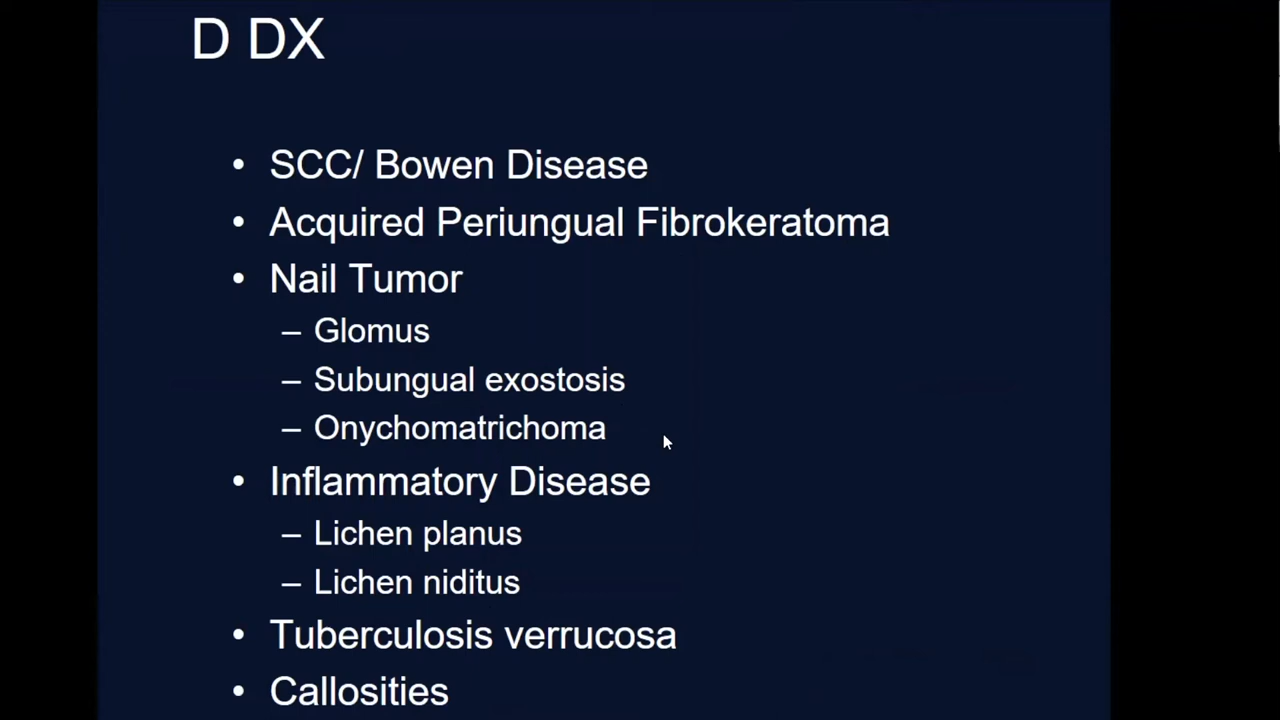 D DX
• SCC/ Bowen Disease
• Acquired Periungual Fibrokeratoma
• Nail Tumor
– Glomus
– Subungual exostosis
– Onychomatrichoma
• Inflammatory Disease
– Lichen planus
– Lichen niditus
• Tuberculosis verrucosa
• Callosities